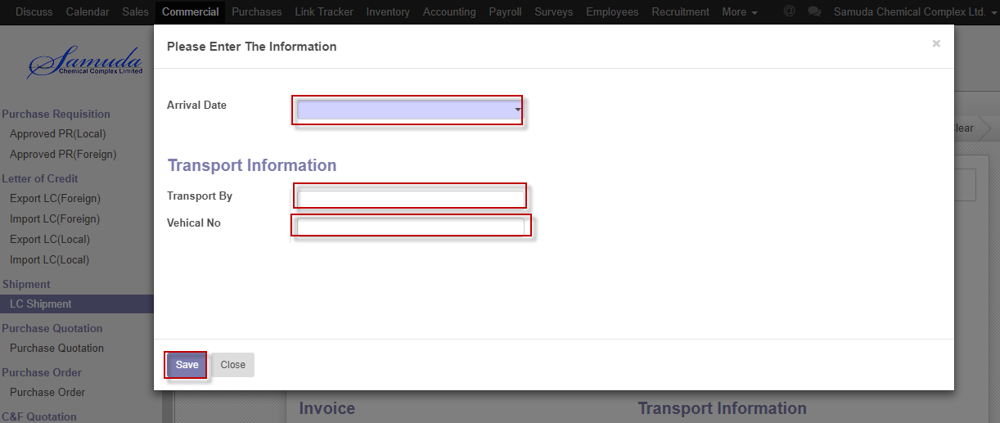 Discuss Calendar Sales Commercial Purchases Link Tracker Inventory Accounting Payroll Surveys Employees Recruitment More @ Samuda Chemical Complex Ltd.
Please Enter The Information ×
Samuda
Chemical Complex Limited
Arrival Date
Purchase Requisition
Approved PR(Local)
Clear
Approved PR(Foreign)
Transport Information
Letter of Credit
Export LC(Foreign)
Transport By
Import LC(Foreign)
Vehical No
Export LC(Local)
Import LC(Local)
Shipment
LC Shipment
Purchase Quotation
Purchase Quotation
Save Close
Purchase Order
Purchase Order
Invoice Transport Information
C&F Quotation